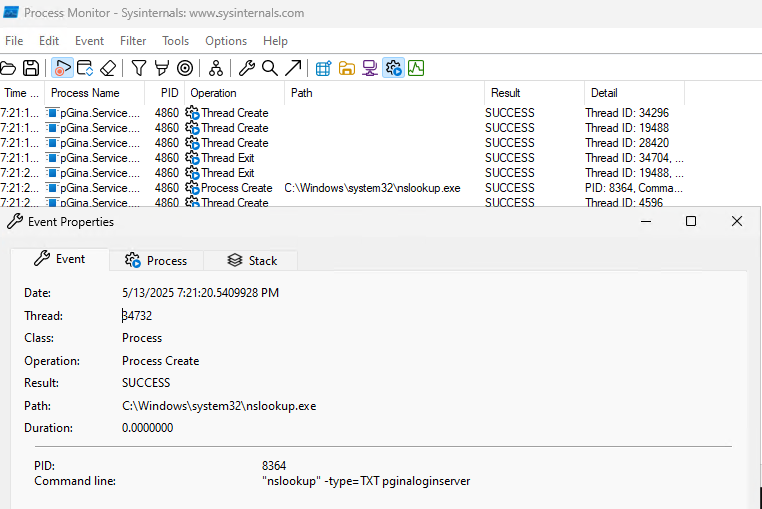 Process Monitor - Sysinternals: www.sysinternals.com
File Edit Event Filter Tools Options Help
Time ... Process Name PID Operation Path Result Detail
7:21:1... pGina.Service.... 4860 Thread Create SUCCESS Thread ID: 34296
7:21:1... pGina.Service.... 4860 Thread Create SUCCESS Thread ID: 19488
7:21:1... pGina.Service.... 4860 Thread Create SUCCESS Thread ID: 28420
7:21:1... pGina.Service.... 4860 Thread Exit SUCCESS Thread ID: 34704, ...
7:21:2... pGina.Service.... 4860 Thread Exit SUCCESS Thread ID: 19488, ...
7:21:2... pGina.Service.... 4860 Process Create C:\Windows\system32\nslookup.exe SUCCESS PID: 8364, Comma...
7:21:2... pGina.Service.... 4860 Thread Create SUCCESS Thread ID: 4596
Event Properties
Event Process Stack
Date: 5/13/2025 7:21:20.5409928 PM
Thread: 34732
Class: Process
Operation: Process Create
Result: SUCCESS
Path: C:\Windows\system32\nslookup.exe
Duration: 0.0000000
PID: 8364
Command line: "nslookup" -type=TXT pginaloginserver